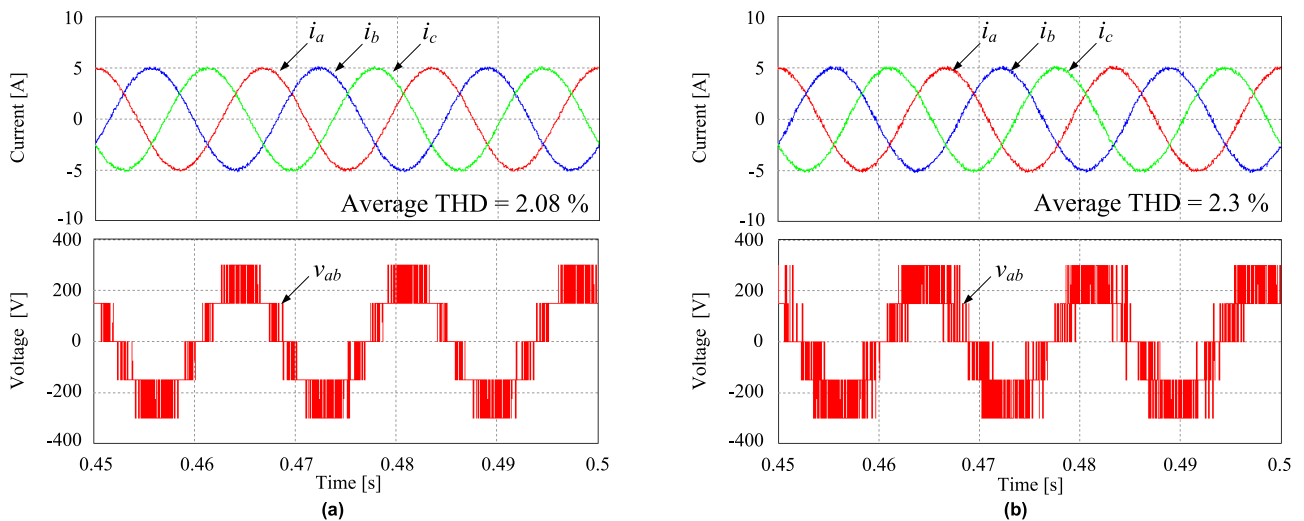 10
5
0
-5
-10
Current [A]
i_a
i_b
i_c
Average THD = 2.08 %
400
200
0
-200
-400
Voltage [V]
v_ab
0.45
0.46
0.47
0.48
0.49
0.5
Time [s]
(a)
10
5
0
-5
-10
Current [A]
i_a
i_b
i_c
Average THD = 2.3 %
400
200
0
-200
-400
Voltage [V]
v_ab
0.45
0.46
0.47
0.48
0.49
0.5
Time [s]
(b)